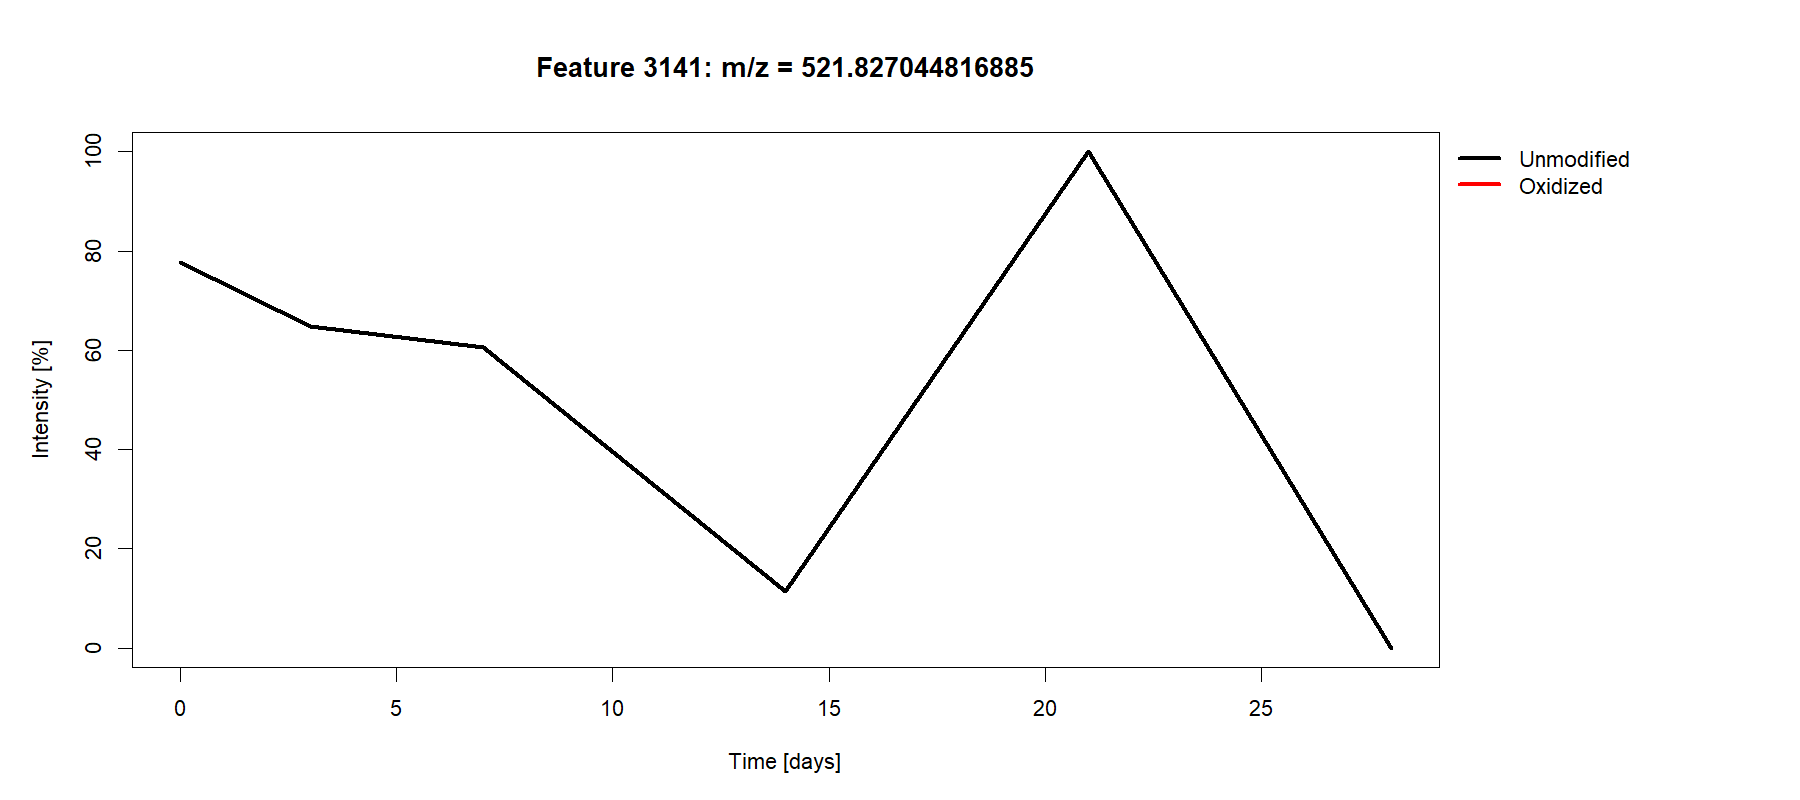 Feature 3141: m/z = 521.827044816885
Unmodified
Oxidized
Intensity [%]
100
80
60
40
20
0
0 5 10 15 20 25
Time [days]